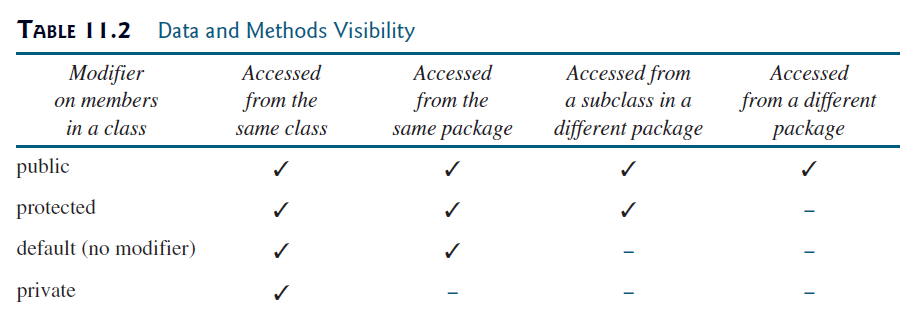 TABLE 11.2 Data and Methods Visibility
Modifier on members in a class
Accessed from the same class
Accessed from the same package
Accessed from a subclass in a different package
Accessed from a different package
public ✓ ✓ ✓ ✓
protected ✓ ✓ ✓ –
default (no modifier) ✓ ✓ – –
private ✓ – – –